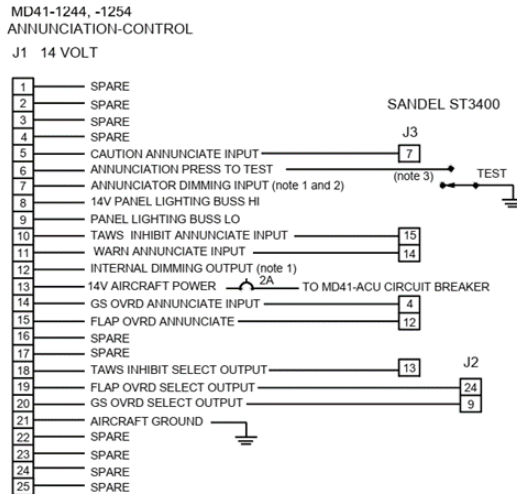 MD41-1244, -1254
ANNUNCIATION-CONTROL
J1 14 VOLT
SANDEL ST3400
J3
1 SPARE
2 SPARE
3 SPARE
4 SPARE
5 CAUTION ANNUNCIATE INPUT 7
6 ANNUNCIATION PRESS TO TEST (note 3) TEST
7 ANNUNCIATOR DIMMING INPUT (note 1 and 2)
8 14V PANEL LIGHTING BUSS HI
9 PANEL LIGHTING BUSS LO
10 TAWS INHIBIT ANNUNCIATE INPUT 15
11 WARN ANNUNCIATE INPUT 14
12 INTERNAL DIMMING OUTPUT (note 1)
13 14V AIRCRAFT POWER 2A TO MD41-ACU CIRCUIT BREAKER
14 GS OVRD ANNUNCIATE INPUT 4
15 FLAP OVRD ANNUNCIATE 12
16 SPARE
17 SPARE
18 TAWS INHIBIT SELECT OUTPUT 13
J2
19 FLAP OVRD SELECT OUTPUT 24
20 GS OVRD SELECT OUTPUT 9
21 AIRCRAFT GROUND
22 SPARE
23 SPARE
24 SPARE
25 SPARE